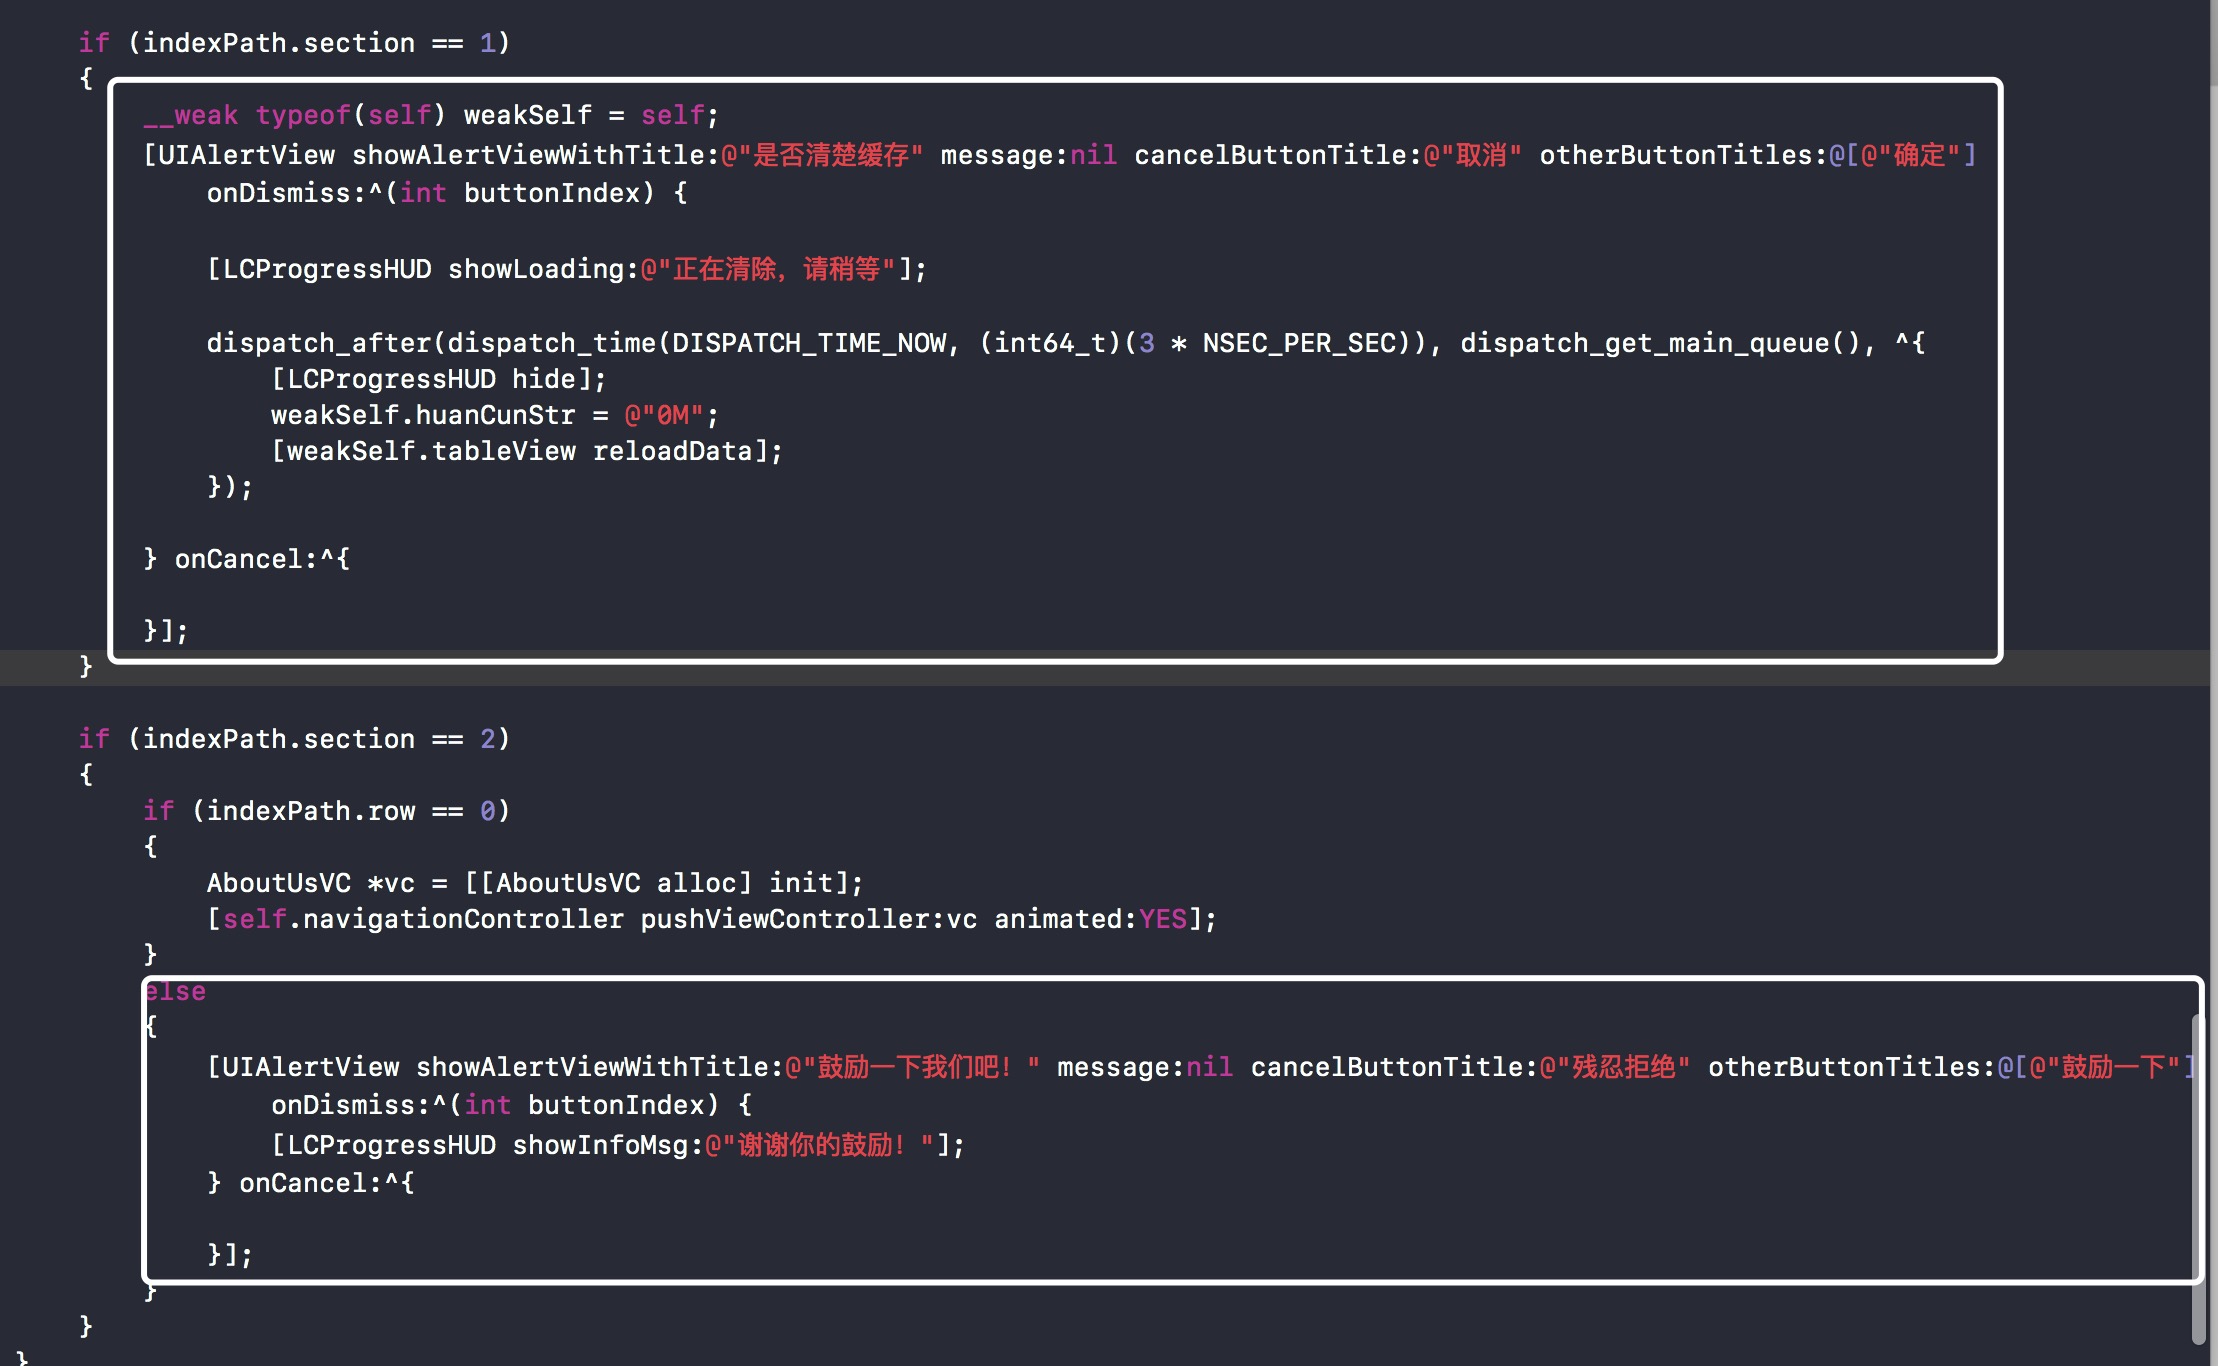 if (indexPath.section == 1)
{
__weak typeof(self) weakSelf = self;
[UIAlertView showAlertViewWithTitle:@"是否清楚缓存" message:nil cancelButtonTitle:@"取消" otherButtonTitles:@[@"确定"]
onDismiss:^(int buttonIndex) {
[LCProgressHUD showLoading:@"正在清除，请稍等"];
dispatch_after(dispatch_time(DISPATCH_TIME_NOW, (int64_t)(3 * NSEC_PER_SEC)), dispatch_get_main_queue(), ^{
[LCProgressHUD hide];
weakSelf.huanCunStr = @"0M";
[weakSelf.tableView reloadData];
});
} onCancel:^{
}];
}
if (indexPath.section == 2)
{
if (indexPath.row == 0)
{
AboutUsVC *vc = [[AboutUsVC alloc] init];
[self.navigationController pushViewController:vc animated:YES];
}
else
{
[UIAlertView showAlertViewWithTitle:@"鼓励一下我们吧！" message:nil cancelButtonTitle:@"残忍拒绝" otherButtonTitles:@[@"鼓励一下"]
onDismiss:^(int buttonIndex) {
[LCProgressHUD showInfoMsg:@"谢谢你的鼓励！"];
} onCancel:^{
}];
}
}
}